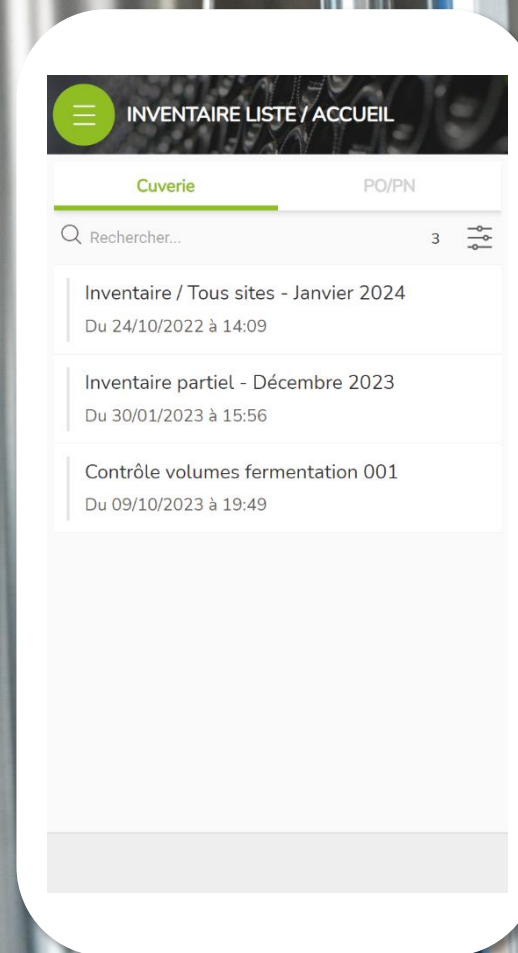 INVENTAIRE LISTE / ACCUEIL
Cuverie PO/PN
Rechercher... 3
Inventaire / Tous sites - Janvier 2024
Du 24/10/2022 à 14:09
Inventaire partiel - Décembre 2023
Du 30/01/2023 à 15:56
Contrôle volumes fermentation 001
Du 09/10/2023 à 19:49